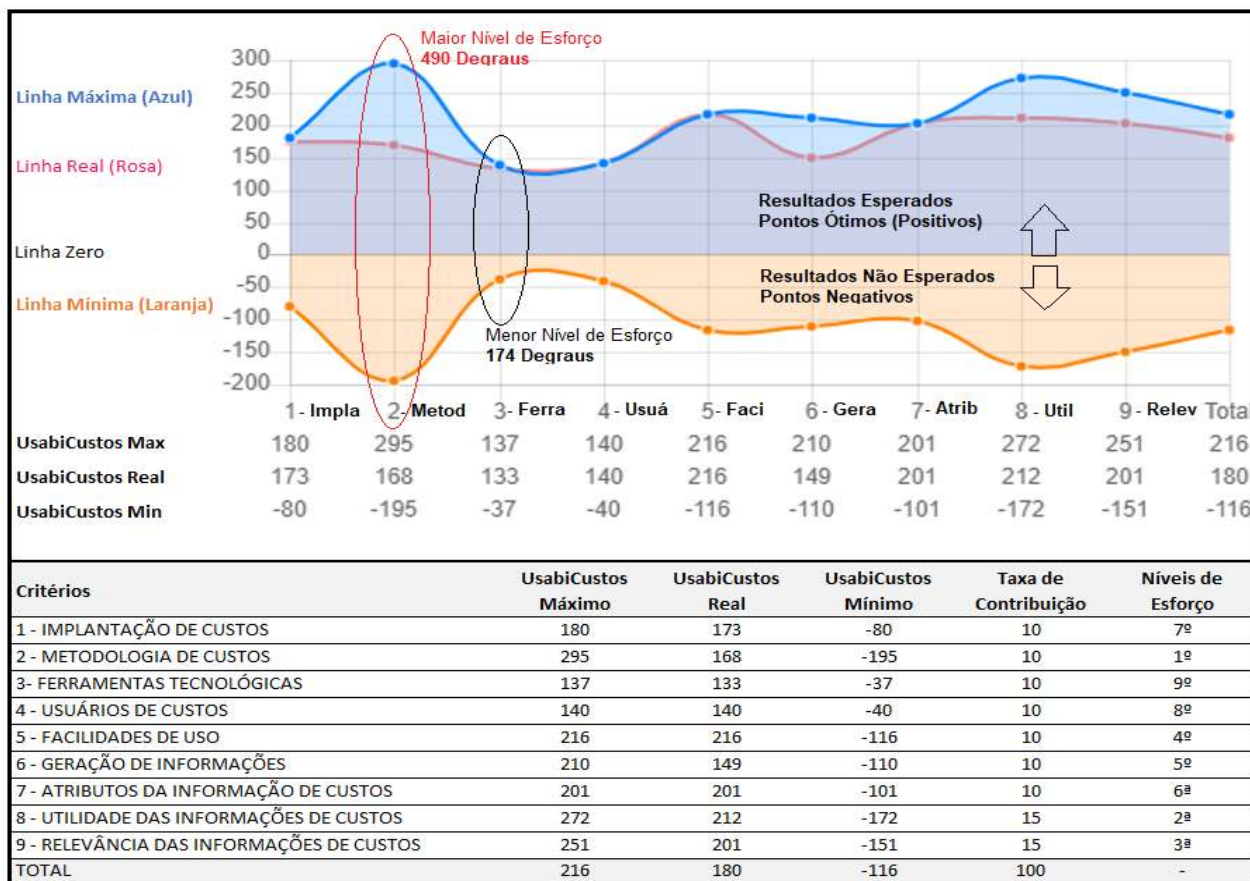 Maior Nível de Esforço
490 Degraus
300
250
Linha Máxima (Azul)
200
150
Linha Real (Rosa)
100
50
Resultados Esperados
Pontos Ótimos (Positivos)
Linha Zero
0
-50
Resultados Não Esperados
Pontos Negativos
Linha Mínima (Laranja)
-100
-150
-200
Menor Nível de Esforço
174 Degraus
1 - Impla 2- Metod 3- Ferra 4 - Usuá 5- Faci 6 - Gera 7- Atrib 8 - Util 9 - Relev Total
UsabiCustos Max 180 295 137 140 216 210 201 272 251 216
UsabiCustos Real 173 168 133 140 216 149 201 212 201 180
UsabiCustos Min -80 -195 -37 -40 -116 -110 -101 -172 -151 -116
Critérios UsabiCustos Máximo UsabiCustos Real UsabiCustos Mínimo Taxa de Contribuição Níveis de Esforço
1 - IMPLANTAÇÃO DE CUSTOS 180 173 -80 10 7º
2 - METODOLOGIA DE CUSTOS 295 168 -195 10 1º
3- FERRAMENTAS TECNOLÓGICAS 137 133 -37 10 9º
4 - USUÁRIOS DE CUSTOS 140 140 -40 10 8º
5 - FACILIDADES DE USO 216 216 -116 10 4º
6 - GERAÇÃO DE INFORMAÇÕES 210 149 -110 10 5º
7 - ATRIBUTOS DA INFORMAÇÃO DE CUSTOS 201 201 -101 10 6ª
8 - UTILIDADE DAS INFORMAÇÕES DE CUSTOS 272 212 -172 15 2ª
9 - RELEVÂNCIA DAS INFORMAÇÕES DE CUSTOS 251 201 -151 15 3ª
TOTAL 216 180 -116 100 -